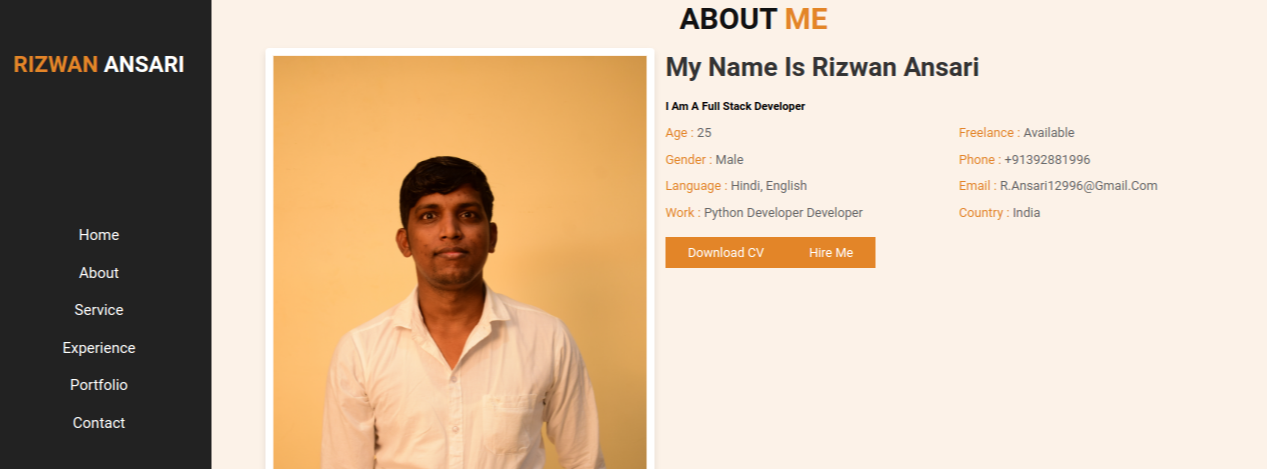 RIZWAN ANSARI
Home
About
Service
Experience
Portfolio
Contact
ABOUT ME
My Name Is Rizwan Ansari
I Am A Full Stack Developer
Age : 25
Freelance : Available
Gender : Male
Phone : +91392881996
Language : Hindi, English
Email : R.Ansari12996@Gmail.Com
Work : Python Developer Developer
Country : India
Download CV
Hire Me